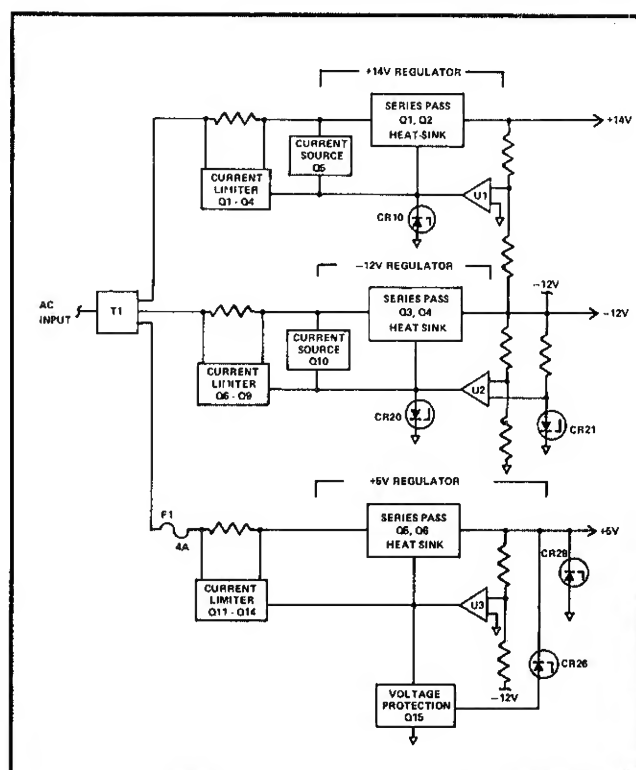 +14V REGULATOR
SERIES PASS
Q1, Q2
HEAT-SINK
+14V
CURRENT
SOURCE
Q5
CURRENT
LIMITER
Q1 - Q4
U1
CR10
-12V REGULATOR
-12V
AC
INPUT
T1
SERIES PASS
Q3, Q4
HEAT SINK
-12V
CURRENT
SOURCE
Q10
CURRENT
LIMITER
Q6 - Q9
U2
CR20
CR21
+5V REGULATOR
F1
4A
SERIES PASS
Q5, Q6
HEAT SINK
+5V
CR28
CURRENT
LIMITER
Q11 - Q14
U3
CR26
VOLTAGE
PROTECTION
Q15
-12V